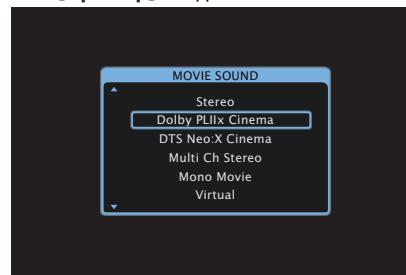 MOVIE SOUND
Stereo
Dolby PLIIx Cinema
DTS Neo:X Cinema
Multi Ch Stereo
Mono Movie
Virtual